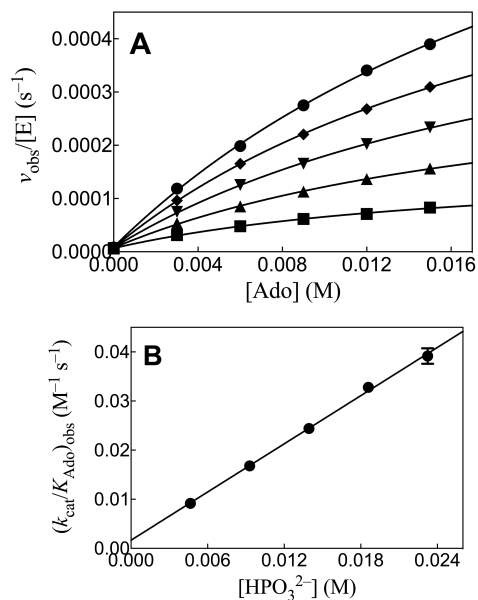 A
0.0004
0.0003
0.0002
0.0001
0.0000
v_obs/[E] (s⁻¹)
0.000 0.004 0.008 0.012 0.016
[Ado] (M)
B
0.04
0.03
0.02
0.01
0.00
(k_cat/K_Ado)_obs (M⁻¹ s⁻¹)
0.000 0.006 0.012 0.018 0.024
[HPO₃²⁻] (M)